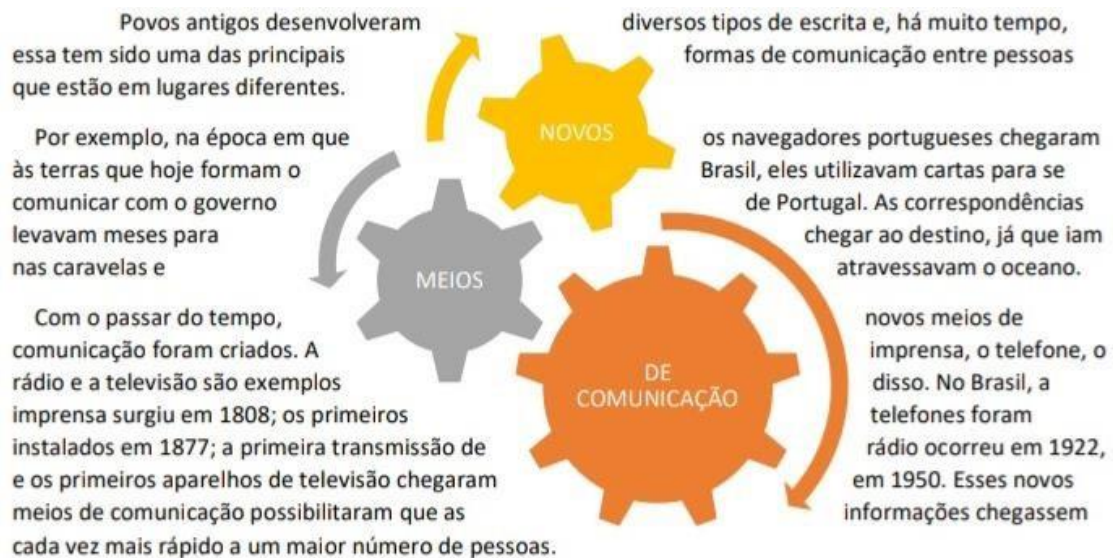 Povos antigos desenvolveram diversos tipos de escrita e, há muito tempo,
essa tem sido uma das principais formas de comunicação entre pessoas
que estão em lugares diferentes.
NOVOS
Por exemplo, na época em que os navegadores portugueses chegaram
às terras que hoje formam o Brasil, eles utilizavam cartas para se
comunicar com o governo de Portugal. As correspondências
levavam meses para chegar ao destino, já que iam
nas caravelas e atravessavam o oceano.
MEIOS
Com o passar do tempo, novos meios de
comunicação foram criados. A imprensa, o telefone, o
rádio e a televisão são exemplos disso. No Brasil, a
imprensa surgiu em 1808; os primeiros telefones foram
instalados em 1877; a primeira transmissão de rádio ocorreu em 1922,
e os primeiros aparelhos de televisão chegaram em 1950. Esses novos
meios de comunicação possibilitaram que as informações chegassem
cada vez mais rápido a um maior número de pessoas.
DE
COMUNICAÇÃO